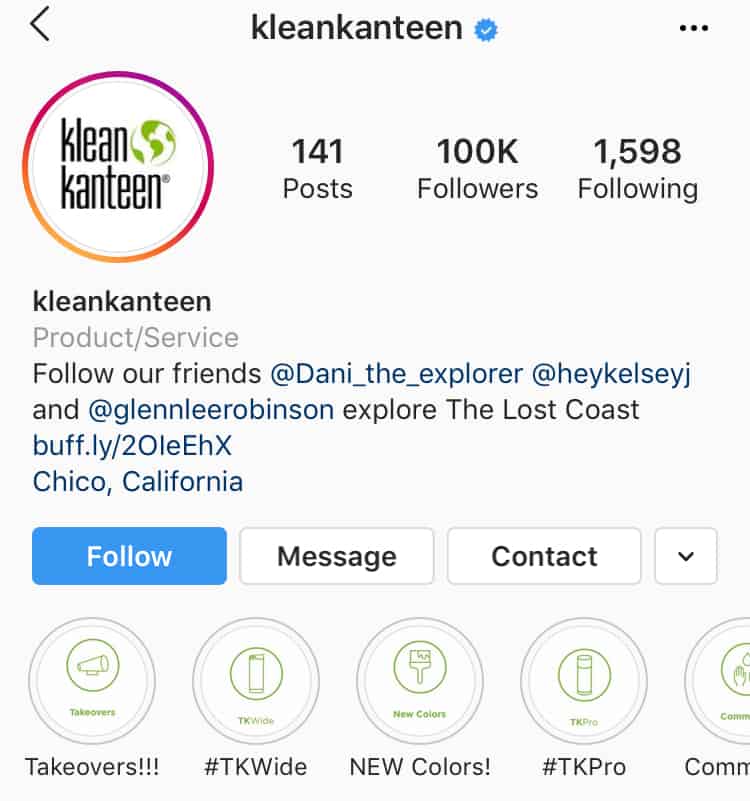 kleankanteen
klean
kanteen®
141 100K 1,598
Posts Followers Following
kleankanteen
Product/Service
Follow our friends @Dani_the_explorer @heykelseyj
and @glennleerobinson explore The Lost Coast
buff.ly/2OIeEhX
Chico, California
Follow Message Contact
Takeovers TKWide New Colors TKPro Comm
Takeovers!!! #TKWide NEW Colors! #TKPro Comm